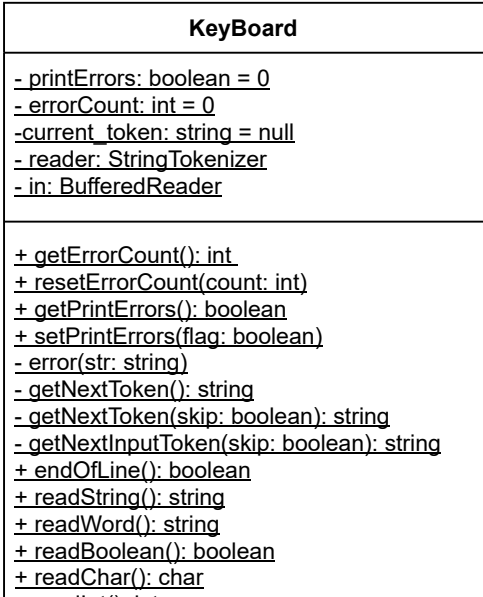 KeyBoard
- printErrors: boolean = 0
- errorCount: int = 0
-current_token: string = null
- reader: StringTokenizer
- in: BufferedReader
+ getErrorCount(): int
+ resetErrorCount(count: int)
+ getPrintErrors(): boolean
+ setPrintErrors(flag: boolean)
- error(str: string)
- getNextToken(): string
- getNextToken(skip: boolean): string
- getNextInputToken(skip: boolean): string
+ endOfLine(): boolean
+ readString(): string
+ readWord(): string
+ readBoolean(): boolean
+ readChar(): char